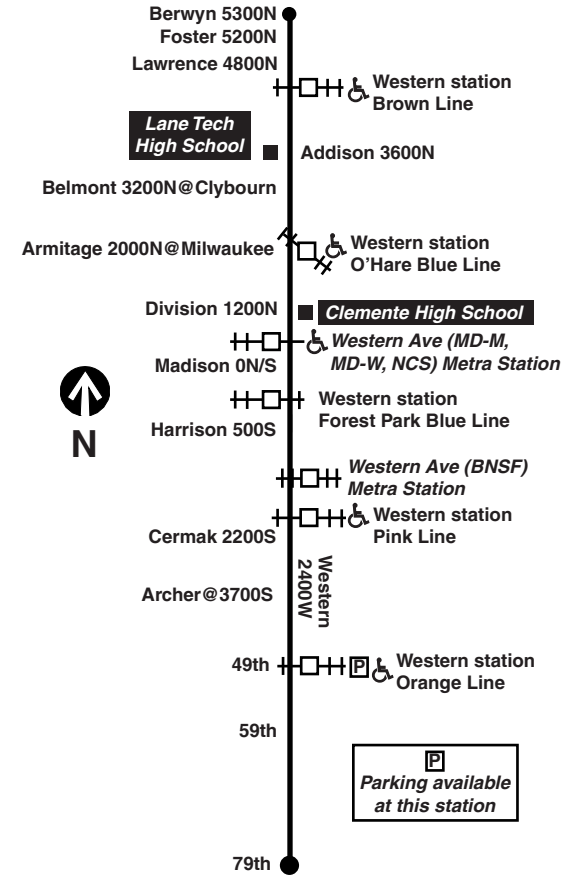 Berwyn 5300N
Foster 5200N
Lawrence 4800N
Western station
Brown Line
Lane Tech
High School
Addison 3600N
Belmont 3200N@Clybourn
Armitage 2000N@Milwaukee
Western station
O'Hare Blue Line
Division 1200N
Clemente High School
Western Ave (MD-M,
MD-W, NCS) Metra Station
Madison 0N/S
Western station
Forest Park Blue Line
N
Harrison 500S
Western Ave (BNSF)
Metra Station
Western station
Pink Line
Cermak 2200S
Western
2400W
Archer@3700S
49th
P
Western station
Orange Line
59th
P
Parking available
at this station
79th